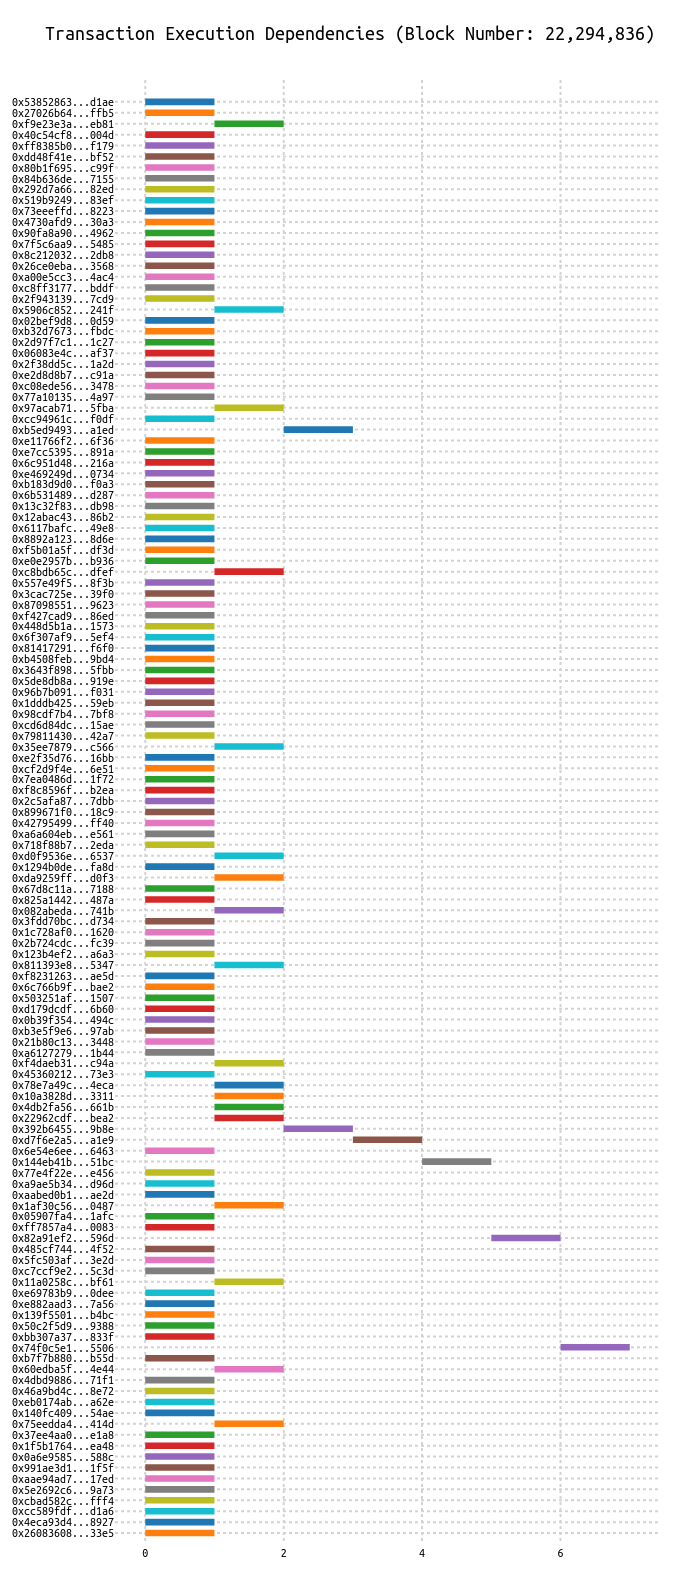 Transaction Execution Dependencies (Block Number: 22,294,836)
0x53852863...d1ae
0x27026b64...ffb5
0xf9e23e3a...eb81
0x40c54cf8...004d
0xff8385b0...f179
0xdd48f41e...bf52
0x80b1f695...c99f
0x84b636de...7155
0x292d7a66...82ed
0x519b9249...83ef
0x73eeeffd...8223
0x4730afd9...30a3
0x90fa8a90...4962
0x7f5c6aa9...5485
0x8c212032...2db8
0x26ce0eba...3568
0xa00e5cc3...4ac4
0xc8ff3177...bddf
0x2f943139...7cd9
0x5906c852...241f
0x02bef9d8...0d59
0xb32d7673...fbdc
0x2d97f7c1...1c27
0x06083e4c...af37
0x2f38dd5c...1a2d
0xe2d8d8b7...c91a
0xc08ede56...3478
0x77a10135...4a97
0x97acab71...5fba
0xcc94961c...f0df
0xb5ed9493...a1ed
0xe11766f2...6f36
0xe7cc5395...891a
0x6c951d48...216a
0xe469249d...0734
0xb183d9d0...f0a3
0x6b531489...d287
0x13c32f83...db98
0x12abac43...86b2
0x6117bafc...49e8
0x8892a123...8d6e
0xf5b01a5f...df3d
0xe0e2957b...b936
0xc8bdb65c...dfef
0x557e49f5...8f3b
0x3cac725e...39f0
0x87098551...9623
0xf427cad9...86ed
0x448d5b1a...1573
0x6f307af9...5ef4
0x81417291...f6f0
0xb4508feb...9bd4
0x3643f898...5fbb
0x5de8db8a...919e
0x96b7b091...f031
0x1dddb425...59eb
0x98cdf7b4...7bf8
0xcd6d84dc...15ae
0x79811430...42a7
0x35ee7879...c566
0xe2f35d76...16bb
0xcf2d9f4e...6e51
0x7ea0486d...1f72
0xf8c8596f...b2ea
0x2c5afa87...7dbb
0x899671f0...18c9
0x42795499...ff40
0xa6a604eb...e561
0x718f88b7...2eda
0xd0f9536e...6537
0x1294b0de...fa8d
0xda9259ff...d0f3
0x67d8c11a...7188
0x825a1442...487a
0x082abeda...741b
0x3fdd70bc...d734
0x1c728af0...1620
0x2b724cdc...fc39
0x123b4ef2...a6a3
0x811393e8...5347
0xf8231263...ae5d
0x6c766b9f...bae2
0x503251af...1507
0xd179dcdf...6b60
0x0b39f354...494c
0xb3e5f9e6...97ab
0x21b80c13...3448
0xa6127279...1b44
0xf4daeb31...c94a
0x45360212...73e3
0x78e7a49c...4eca
0x10a3828d...3311
0x4db2fa56...661b
0x22962cdf...bea2
0x392b6455...9b8e
0xd7f6e2a5...a1e9
0x6e54e6ee...6463
0x144eb41b...51bc
0x77e4f22e...e456
0xa9ae5b34...d96d
0xaabed0b1...ae2d
0x1af30c56...0487
0x05907fa4...1afc
0xff7857a4...0083
0x82a91ef2...596d
0x485cf744...4f52
0x5fc503af...3e2d
0xc7ccf9e2...5c3d
0x11a0258c...bf61
0xe69783b9...0dee
0xe882aad3...7a56
0x139f5501...b4bc
0x50c2f5d9...9388
0xbb307a37...833f
0x74f0c5e1...5506
0xb7f7b880...b55d
0x60edba5f...4e44
0x4dbd9886...71f1
0x46a9bd4c...8e72
0xeb0174ab...a62e
0x140fc409...54ae
0x75eedda4...414d
0x37ee4aa0...e1a8
0x1f5b1764...ea48
0x0a6e9585...588c
0x991ae3d1...1f5f
0xaae94ad7...17ed
0x5e2692c6...9a73
0xcbad582c...fff4
0xcc589fdf...d1a6
0x4eca93d4...8927
0x26083608...33e5
0 2 4 6